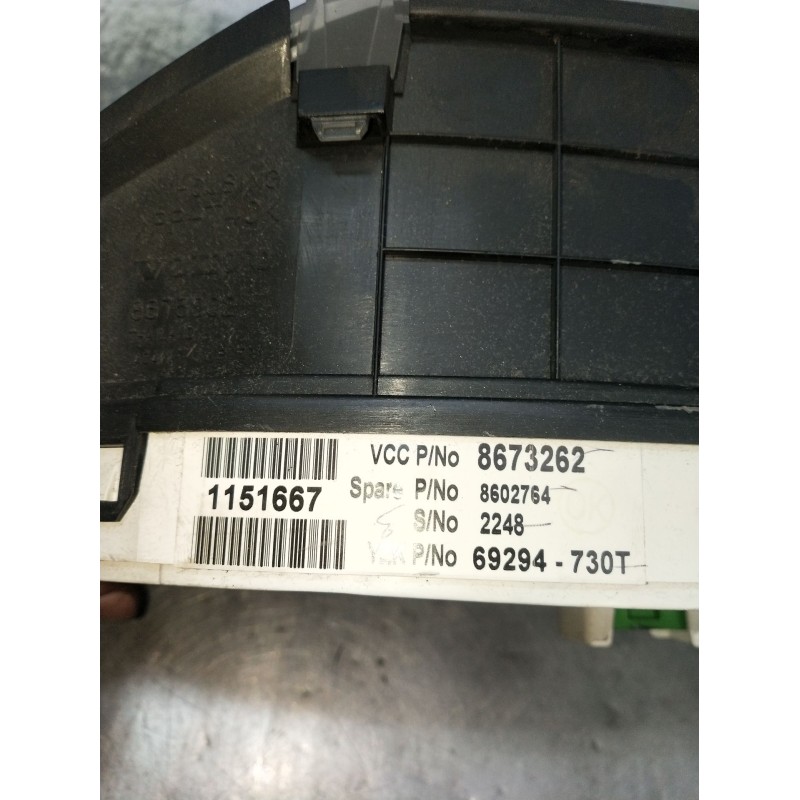 VCC P/No 8673262
1151667
Spare P/No 8602764
S/No 2248
P/No 69294-730T